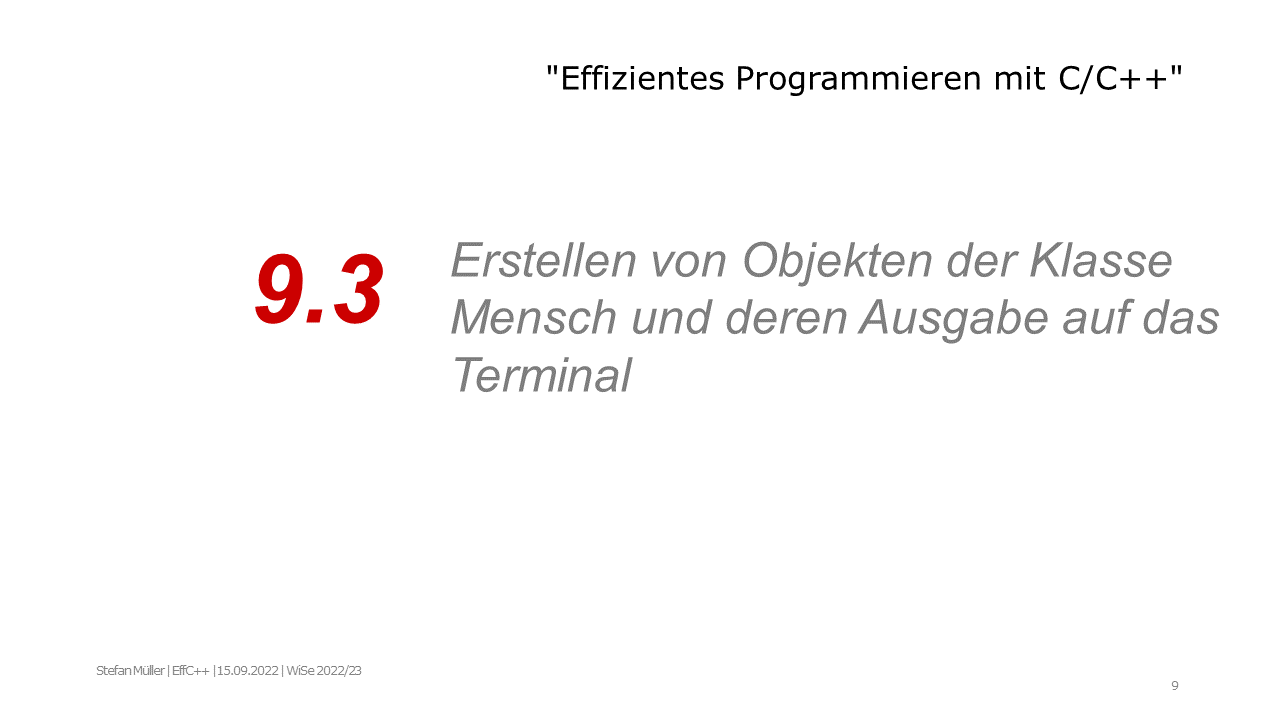 "Effizientes Programmieren mit C/C++"
9.3
Erstellen von Objekten der Klasse
Mensch und deren Ausgabe auf das
Terminal
Stefan Müller | EffC++ |15.09.2022 | WiSe 2022/23
9